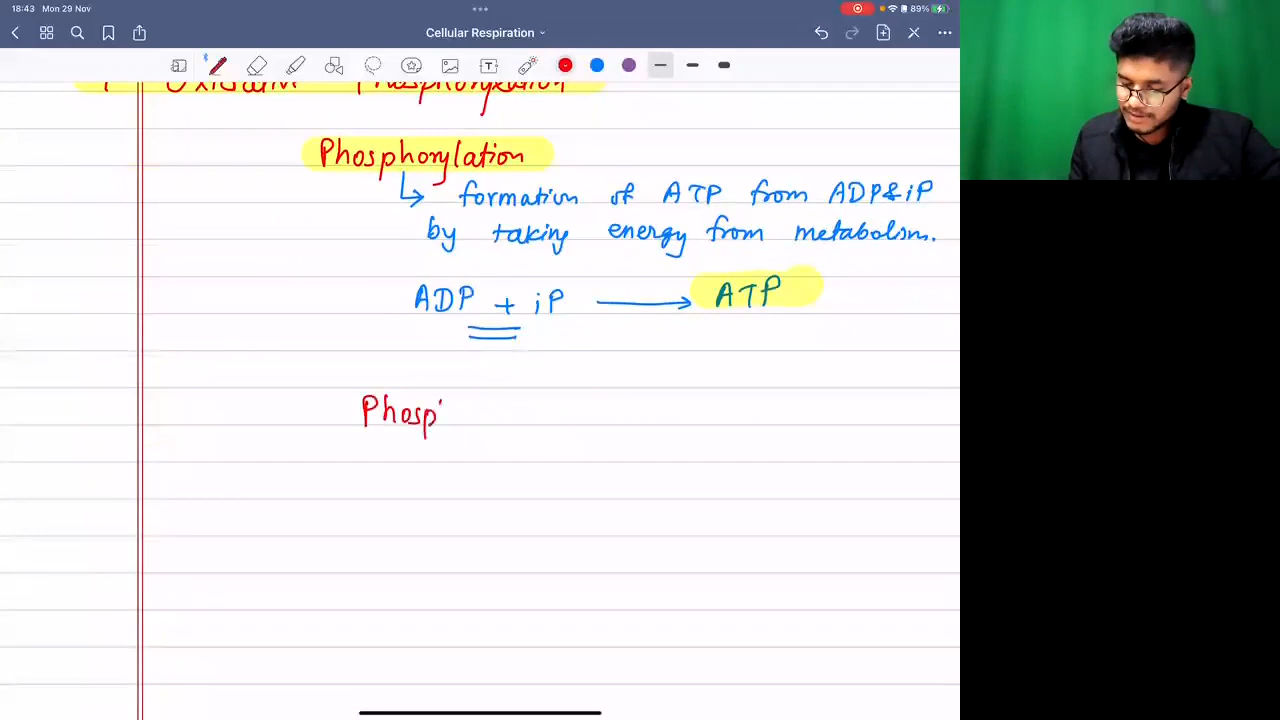 18:43 Mon 29 Nov
89%
Cellular Respiration
Phosphorylation
↳ formation of ATP from ADP & iP
by taking energy from metabolism.
ADP + iP → ATP
Phosp